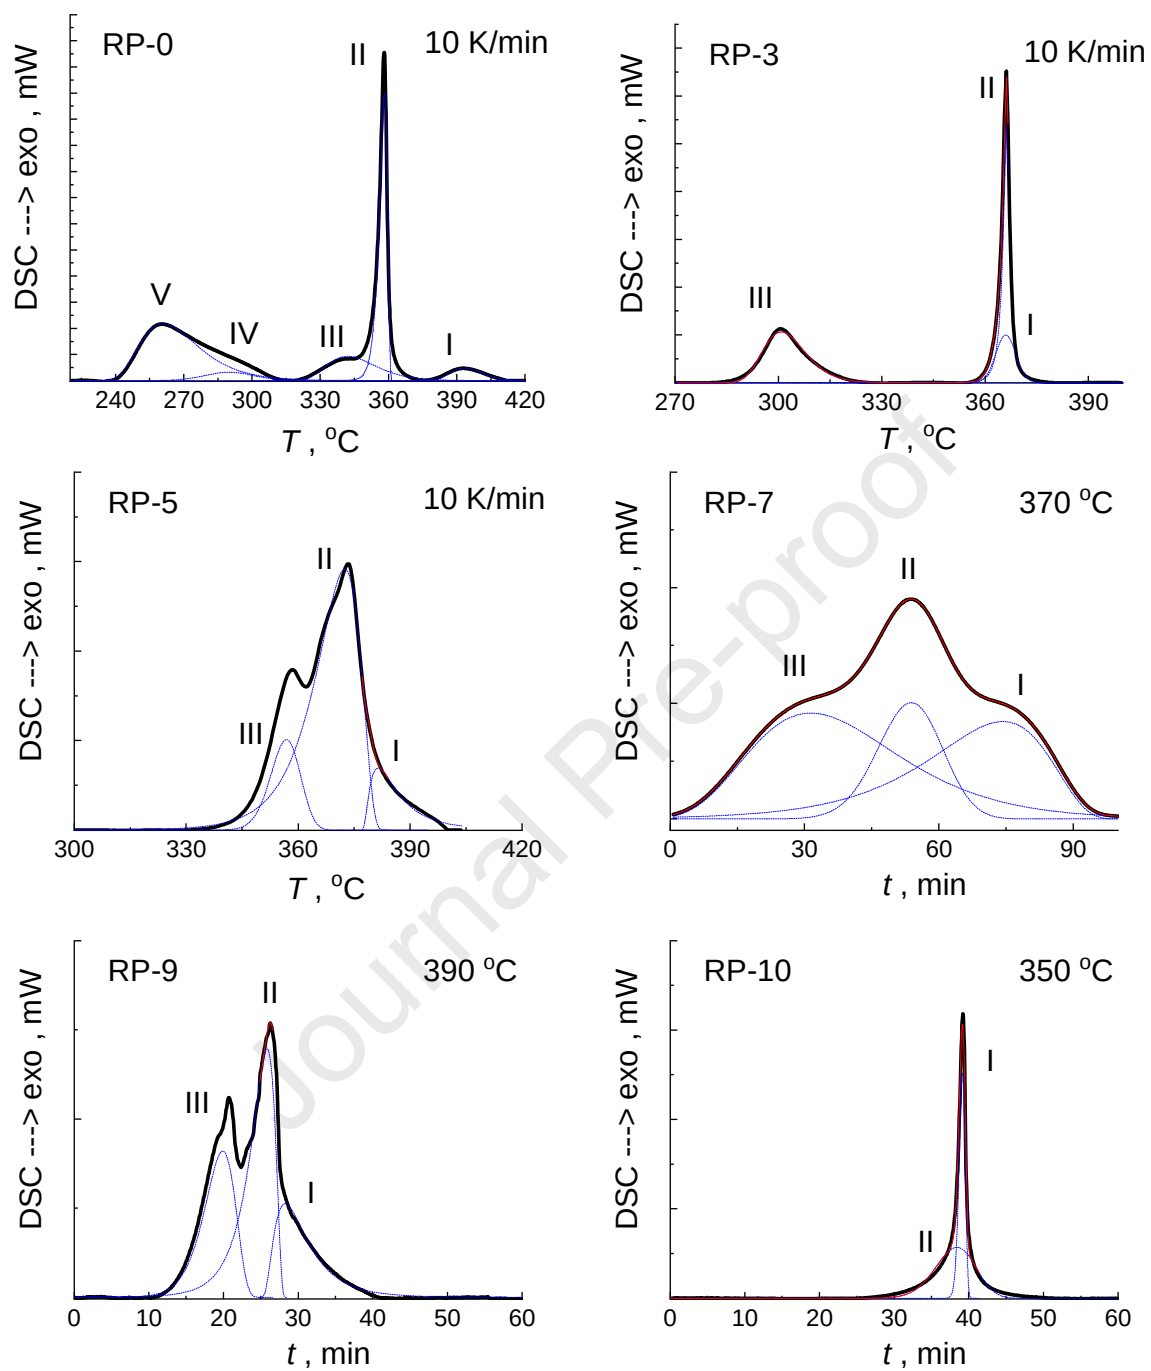 RP-0
10 K/min
II
V
IV
III
I
DSC ---> exo , mW
240 270 300 330 360 390 420
T , °C
RP-3
10 K/min
II
III
I
DSC ---> exo , mW
270 300 330 360 390
T , °C
RP-5
10 K/min
II
III
I
DSC ---> exo , mW
300 330 360 390 420
T , °C
RP-7
370 °C
II
III
I
DSC ---> exo , mW
0 30 60 90
t , min
RP-9
390 °C
II
III
I
DSC ---> exo , mW
0 10 20 30 40 50 60
t , min
RP-10
350 °C
I
II
DSC ---> exo , mW
0 10 20 30 40 50 60
t , min
Journal Pre-proof